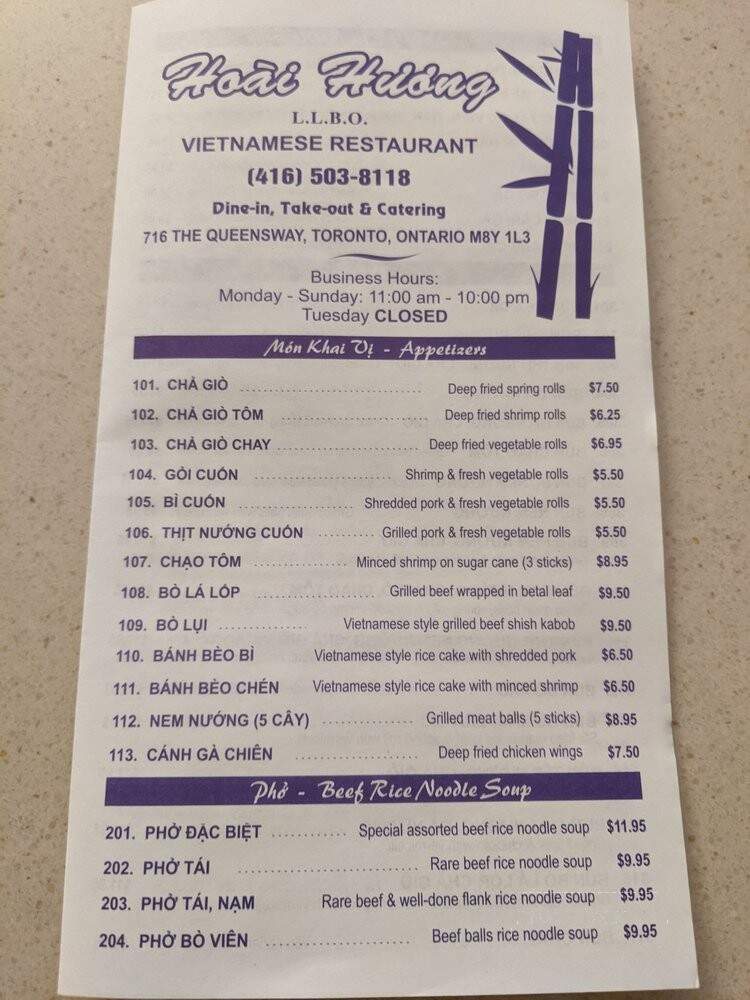 Hoài Hương
L.L.B.O.
VIETNAMESE RESTAURANT
(416) 503-8118
Dine-in, Take-out & Catering
716 THE QUEENSWAY, TORONTO, ONTARIO M8Y 1L3
Business Hours:
Monday - Sunday: 11:00 am - 10:00 pm
Tuesday CLOSED
Món Khai Vị - Appetizers
101. CHẢ GIÒ .......... Deep fried spring rolls $7.50
102. CHẢ GIÒ TÔM .......... Deep fried shrimp rolls $6.25
103. CHẢ GIÒ CHAY .......... Deep fried vegetable rolls $6.95
104. GỎI CUỐN .......... Shrimp & fresh vegetable rolls $5.50
105. BÌ CUỐN .......... Shredded pork & fresh vegetable rolls $5.50
106. THỊT NƯỚNG CUỐN .......... Grilled pork & fresh vegetable rolls $5.50
107. CHẠO TÔM .......... Minced shrimp on sugar cane (3 sticks) $8.95
108. BÒ LÁ LỐP .......... Grilled beef wrapped in betal leaf $9.50
109. BÒ LỤI .......... Vietnamese style grilled beef shish kabob $9.50
110. BÁNH BÈO BÌ Vietnamese style rice cake with shredded pork $6.50
111. BÁNH BÈO CHÉN Vietnamese style rice cake with minced shrimp $6.50
112. NEM NƯỚNG (5 CÂY) .......... Grilled meat balls (5 sticks) $8.95
113. CÁNH GÀ CHIÊN .......... Deep fried chicken wings $7.50
Phở - Beef Rice Noodle Soup
201. PHỞ ĐẶC BIỆT .......... Special assorted beef rice noodle soup $11.95
202. PHỞ TÁI .......... Rare beef rice noodle soup $9.95
203. PHỞ TÁI, NẠM Rare beef & well-done flank rice noodle soup $9.95
204. PHỞ BÒ VIÊN .......... Beef balls rice noodle soup $9.95